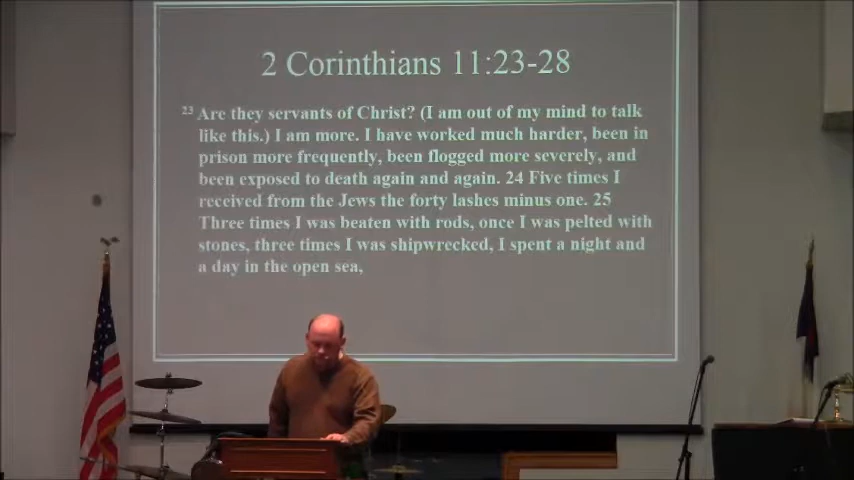 2 Corinthians 11:23-28
23 Are they servants of Christ? (I am out of my mind to talk
like this.) I am more. I have worked much harder, been in
prison more frequently, been flogged more severely, and
been exposed to death again and again. 24 Five times I
received from the Jews the forty lashes minus one. 25
Three times I was beaten with rods, once I was pelted with
stones, three times I was shipwrecked, I spent a night and
a day in the open sea,